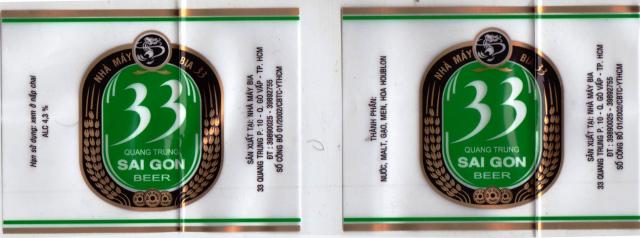 Hạn sử dụng: xem ở nắp chai
ALC 4,3 %
NHÀ MÁY BIA 33
33
QUANG TRUNG
SAI GON
BEER
SẢN XUẤT TẠI: NHÀ MÁY BIA
33 QUANG TRUNG P. 10 - Q. GÒ VẤP - TP. HCM
ĐT : 38890025 - 39892755
SỐ CÔNG BỐ 01/2002/CBTC-YTHCM
THÀNH PHẦN:
NƯỚC, MALT, GẠO, MEN, HOA HOUBLON
NHÀ MÁY BIA 33
33
QUANG TRUNG
SAI GON
BEER
SẢN XUẤT TẠI: NHÀ MÁY BIA
33 QUANG TRUNG P. 10 - Q. GÒ VẤP - TP. HCM
ĐT : 38890025 - 39892755
SỐ CÔNG BỐ 01/2002/CBTC-YTHCM